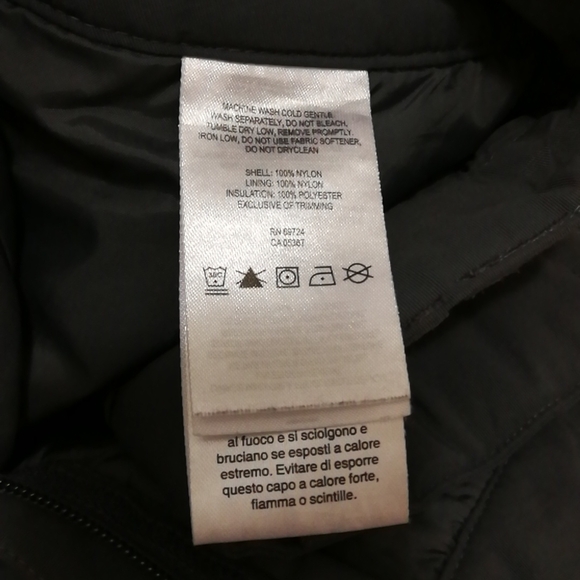 MACHINE WASH COLD GENTLE.
WASH SEPARATELY, DO NOT BLEACH.
TUMBLE DRY LOW, REMOVE PROMPTLY.
IRON LOW, DO NOT USE FABRIC SOFTENER,
DO NOT DRYCLEAN
SHELL: 100% NYLON
LINING: 100% NYLON
INSULATION: 100% POLYESTER
EXCLUSIVE OF TRIMMING
RN 69724
CA 05367
30C
al fuoco e si sciolgono e
bruciano se esposti a calore
estremo. Evitare di esporre
questo capo a calore forte,
fiamma o scintille.